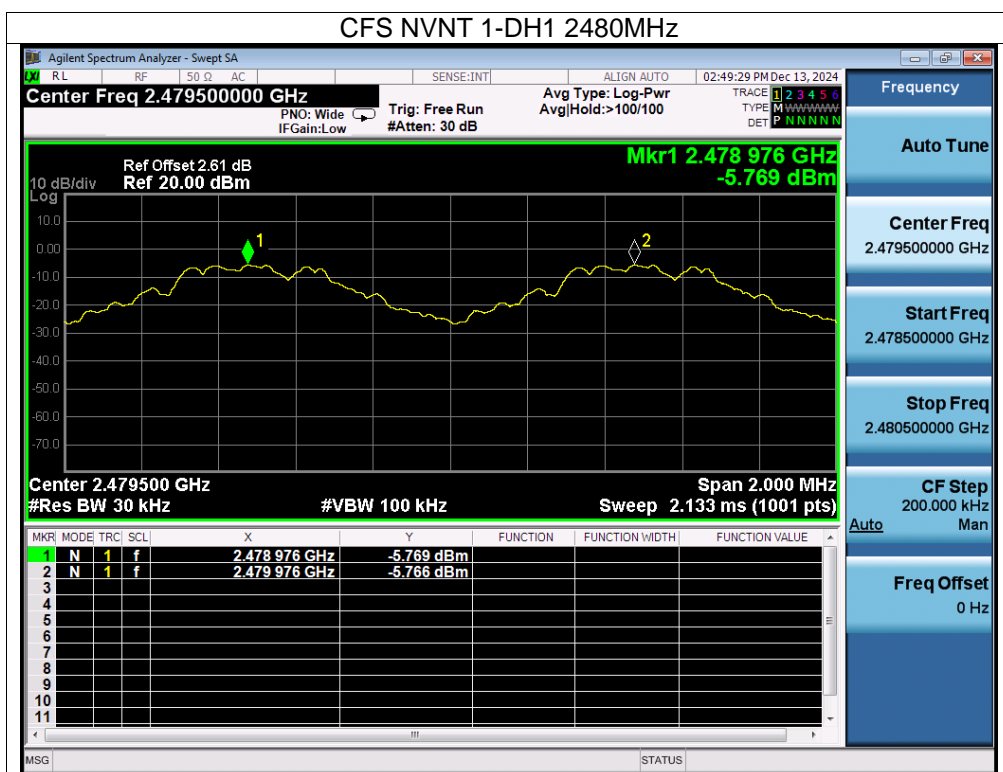 CFS NVNT 1-DH1 2480MHz
Agilent Spectrum Analyzer - Swept SA
LXI RL RF 50 Ω AC SENSE:INT ALIGN AUTO 02:49:29 PM Dec 13, 2024
Center Freq 2.479500000 GHz
PNO: Wide
IFGain:Low
Trig: Free Run
#Atten: 30 dB
Avg Type: Log-Pwr
Avg|Hold:>100/100
TRACE 1 2 3 4 5 6
TYPE M WWWWW
DET P N N N N N
Mkr1 2.478 976 GHz
-5.769 dBm
Ref Offset 2.61 dB
10 dB/div Ref 20.00 dBm
Log
10.0
0.00
-10.0
-20.0
-30.0
-40.0
-50.0
-60.0
-70.0
1
2
Center 2.479500 GHz Span 2.000 MHz
#Res BW 30 kHz #VBW 100 kHz Sweep 2.133 ms (1001 pts)
MKR MODE TRC SCL X Y FUNCTION FUNCTION WIDTH FUNCTION VALUE
1 N 1 f 2.478 976 GHz -5.769 dBm
2 N 1 f 2.479 976 GHz -5.766 dBm
3
4
5
6
7
8
9
10
11
MSG STATUS
Frequency
Auto Tune
Center Freq
2.479500000 GHz
Start Freq
2.478500000 GHz
Stop Freq
2.480500000 GHz
CF Step
200.000 kHz
Auto Man
Freq Offset
0 Hz